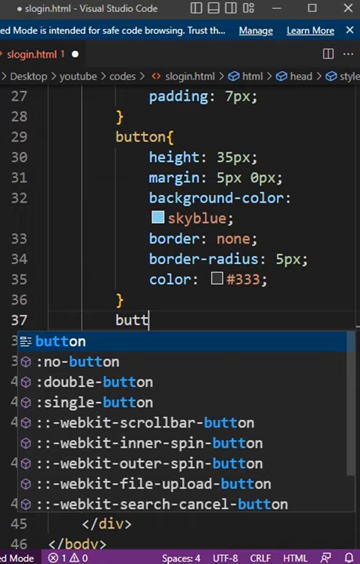 slogin.html - Visual Studio Code
ed Mode is intended for safe code browsing. Trust th... Manage Learn More
slogin.html 1
> Desktop > youtube > codes > slogin.html > html > head > style
27 padding: 7px;
28 }
29 button{
30 height: 35px;
31 margin: 5px 0px;
32 background-color:
skyblue;
33 border: none;
34 border-radius: 5px;
35 color: #333;
36 }
37 butt
button
:no-button
:double-button
:single-button
::-webkit-scrollbar-button
::-webkit-inner-spin-button
::-webkit-outer-spin-button
::-webkit-file-upload-button
::-webkit-search-cancel-button
45 </div>
46 </body>
ed Mode 1 0 Spaces: 4 UTF-8 CRLF HTML